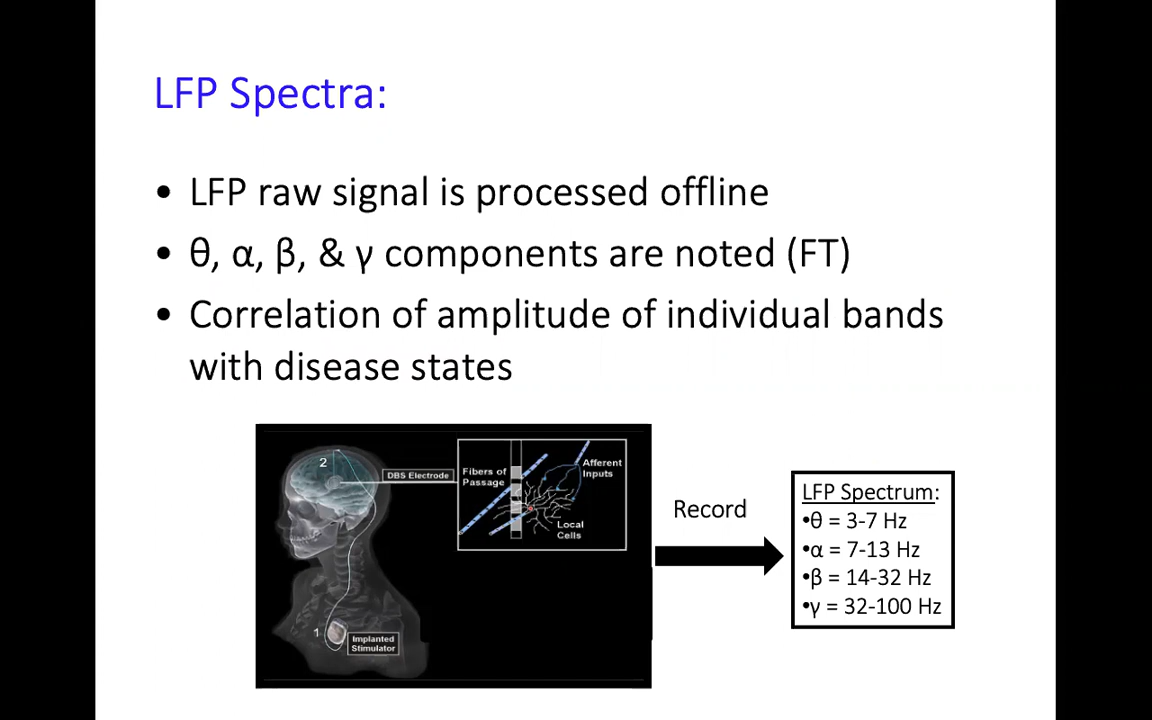 LFP Spectra:
• LFP raw signal is processed offline
• θ, α, β, & γ components are noted (FT)
• Correlation of amplitude of individual bands
with disease states
2
DBS Electrode
Fibers of
Passage
Afferent
Inputs
Local
Cells
1
Implanted
Stimulator
Record
LFP Spectrum:
•θ = 3-7 Hz
•α = 7-13 Hz
•β = 14-32 Hz
•γ = 32-100 Hz